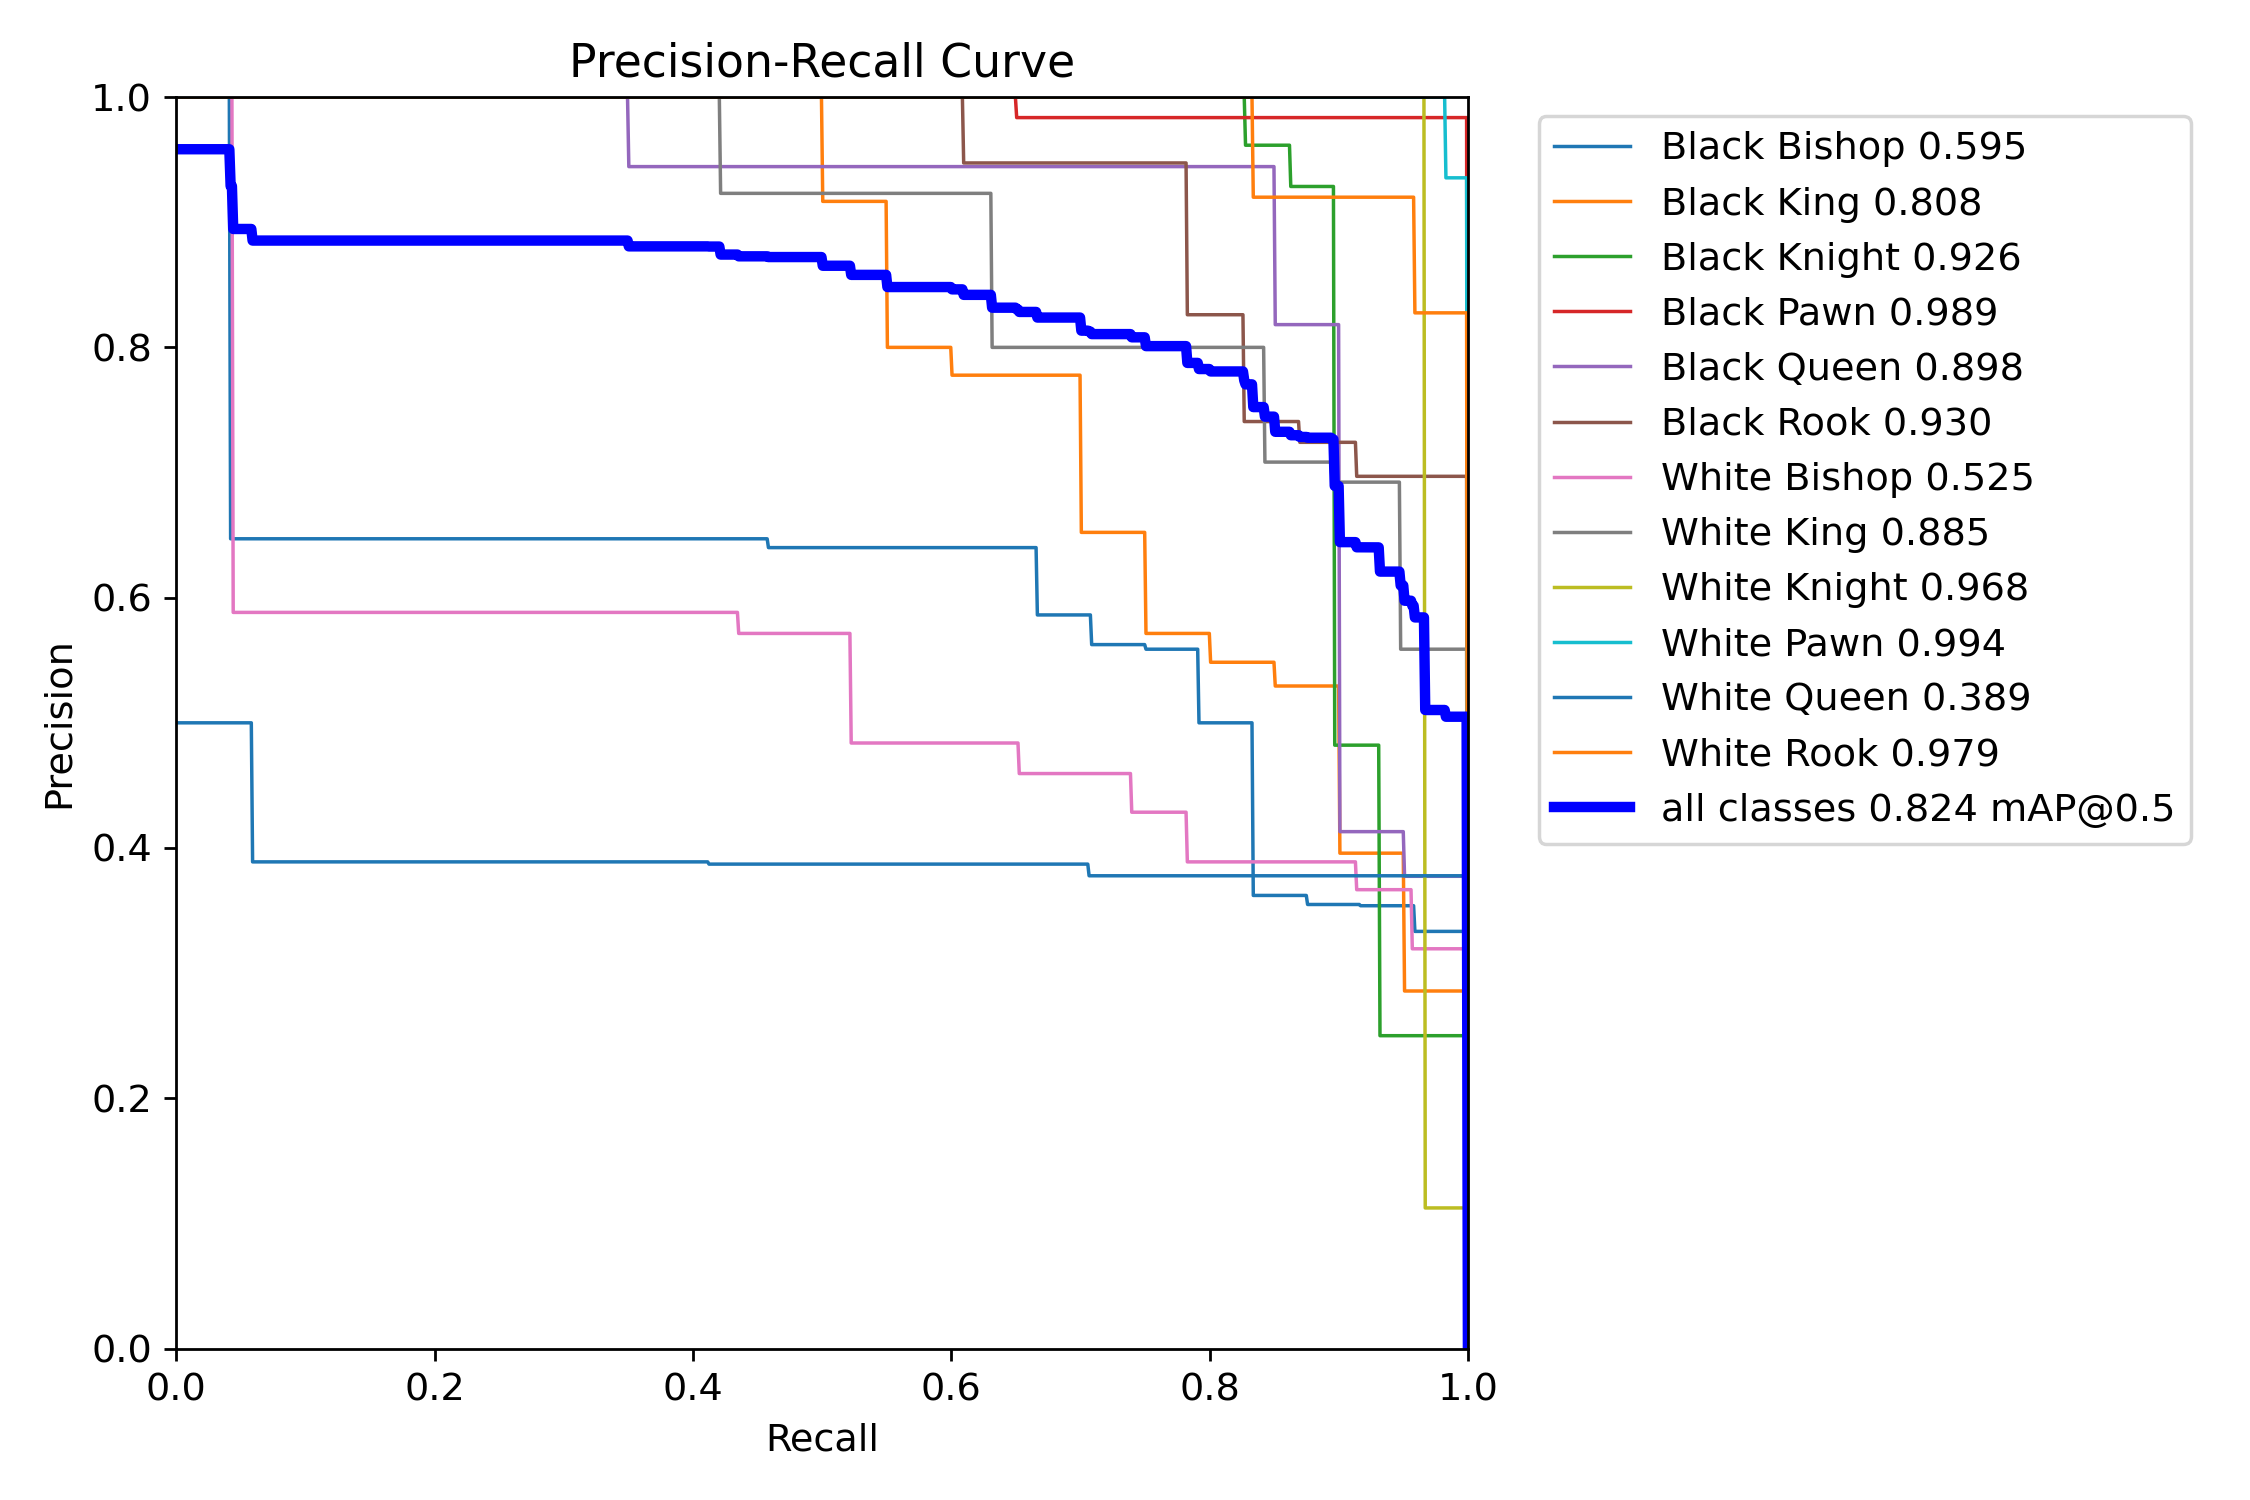 Precision-Recall Curve
1.0
0.8
0.6
0.4
0.2
0.0
Precision
0.0 0.2 0.4 0.6 0.8 1.0
Recall
Black Bishop 0.595
Black King 0.808
Black Knight 0.926
Black Pawn 0.989
Black Queen 0.898
Black Rook 0.930
White Bishop 0.525
White King 0.885
White Knight 0.968
White Pawn 0.994
White Queen 0.389
White Rook 0.979
all classes 0.824 mAP@0.5